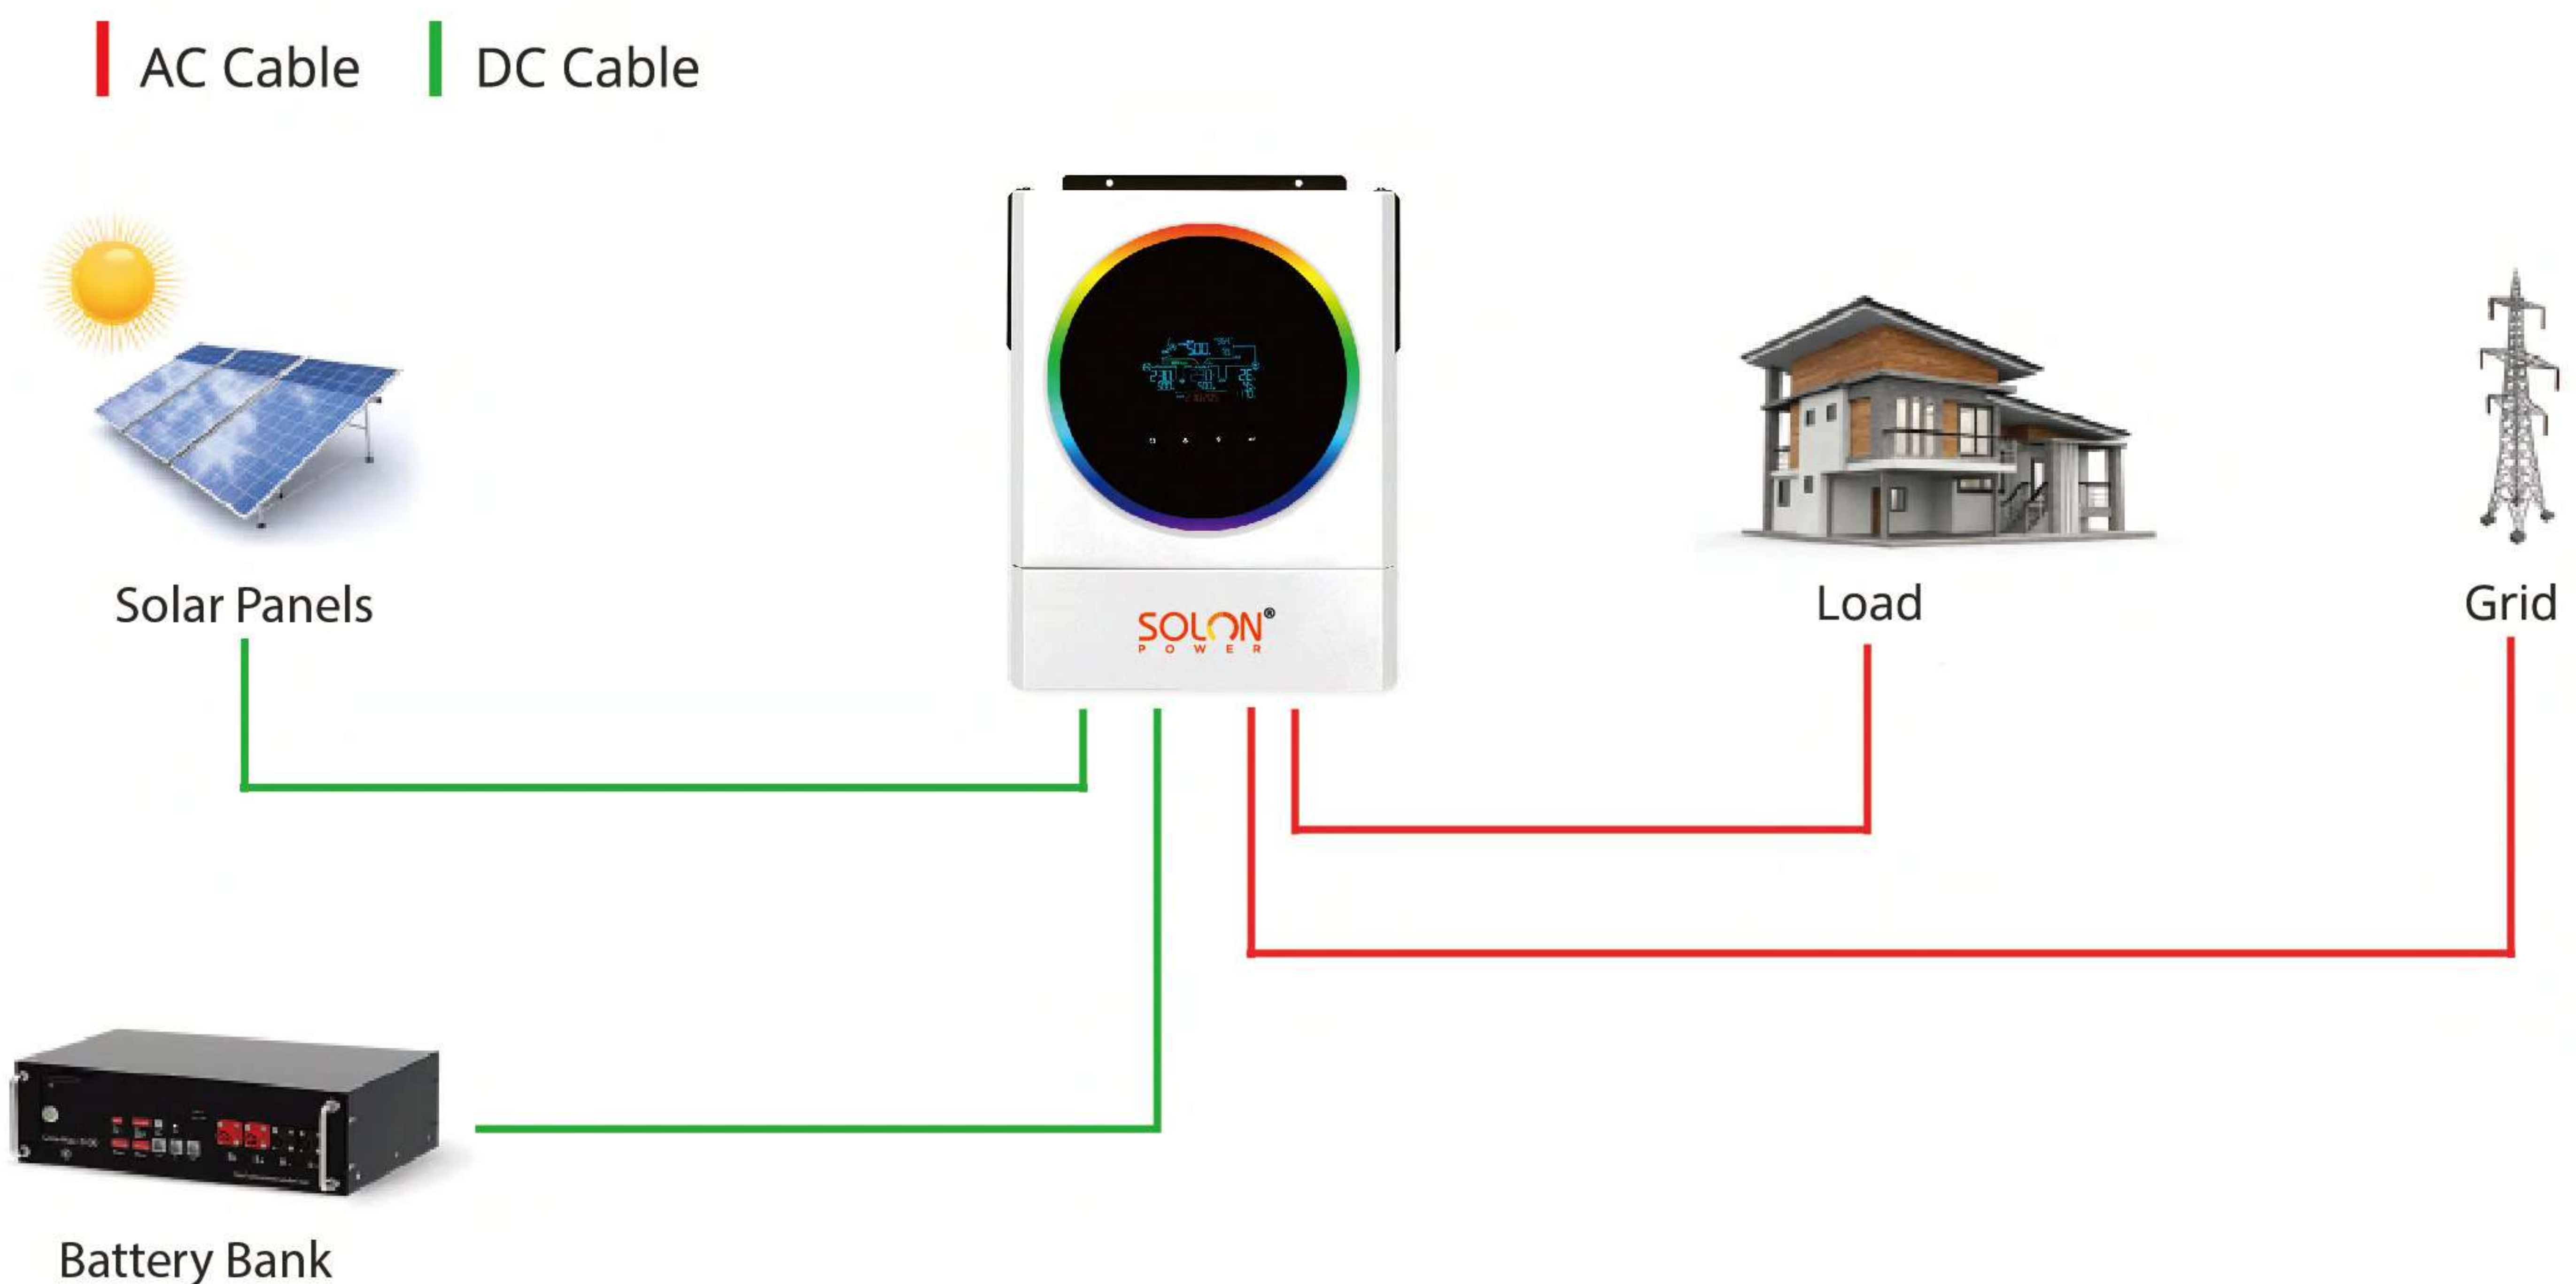 AC Cable
DC Cable
Solar Panels
SOLON®
POWER
Load
Grid
Battery Bank